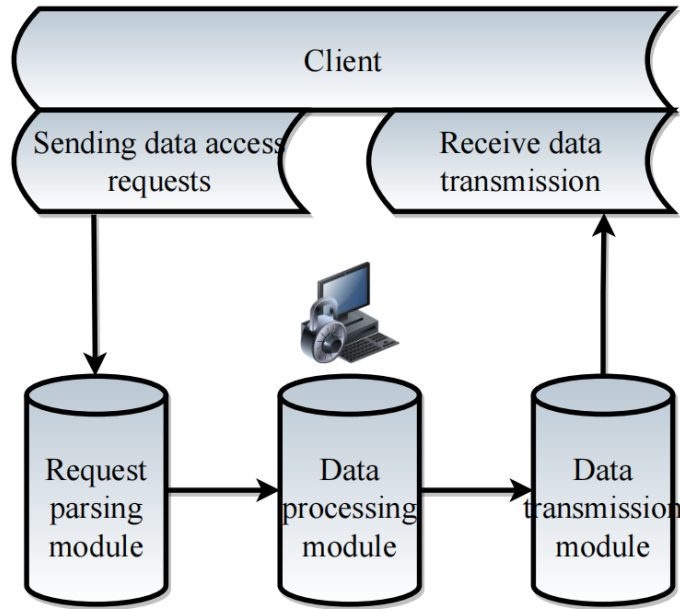 Client
Sending data access
requests
Receive data
transmission
Request
parsing
module
Data
processing
module
Data
transmission
module